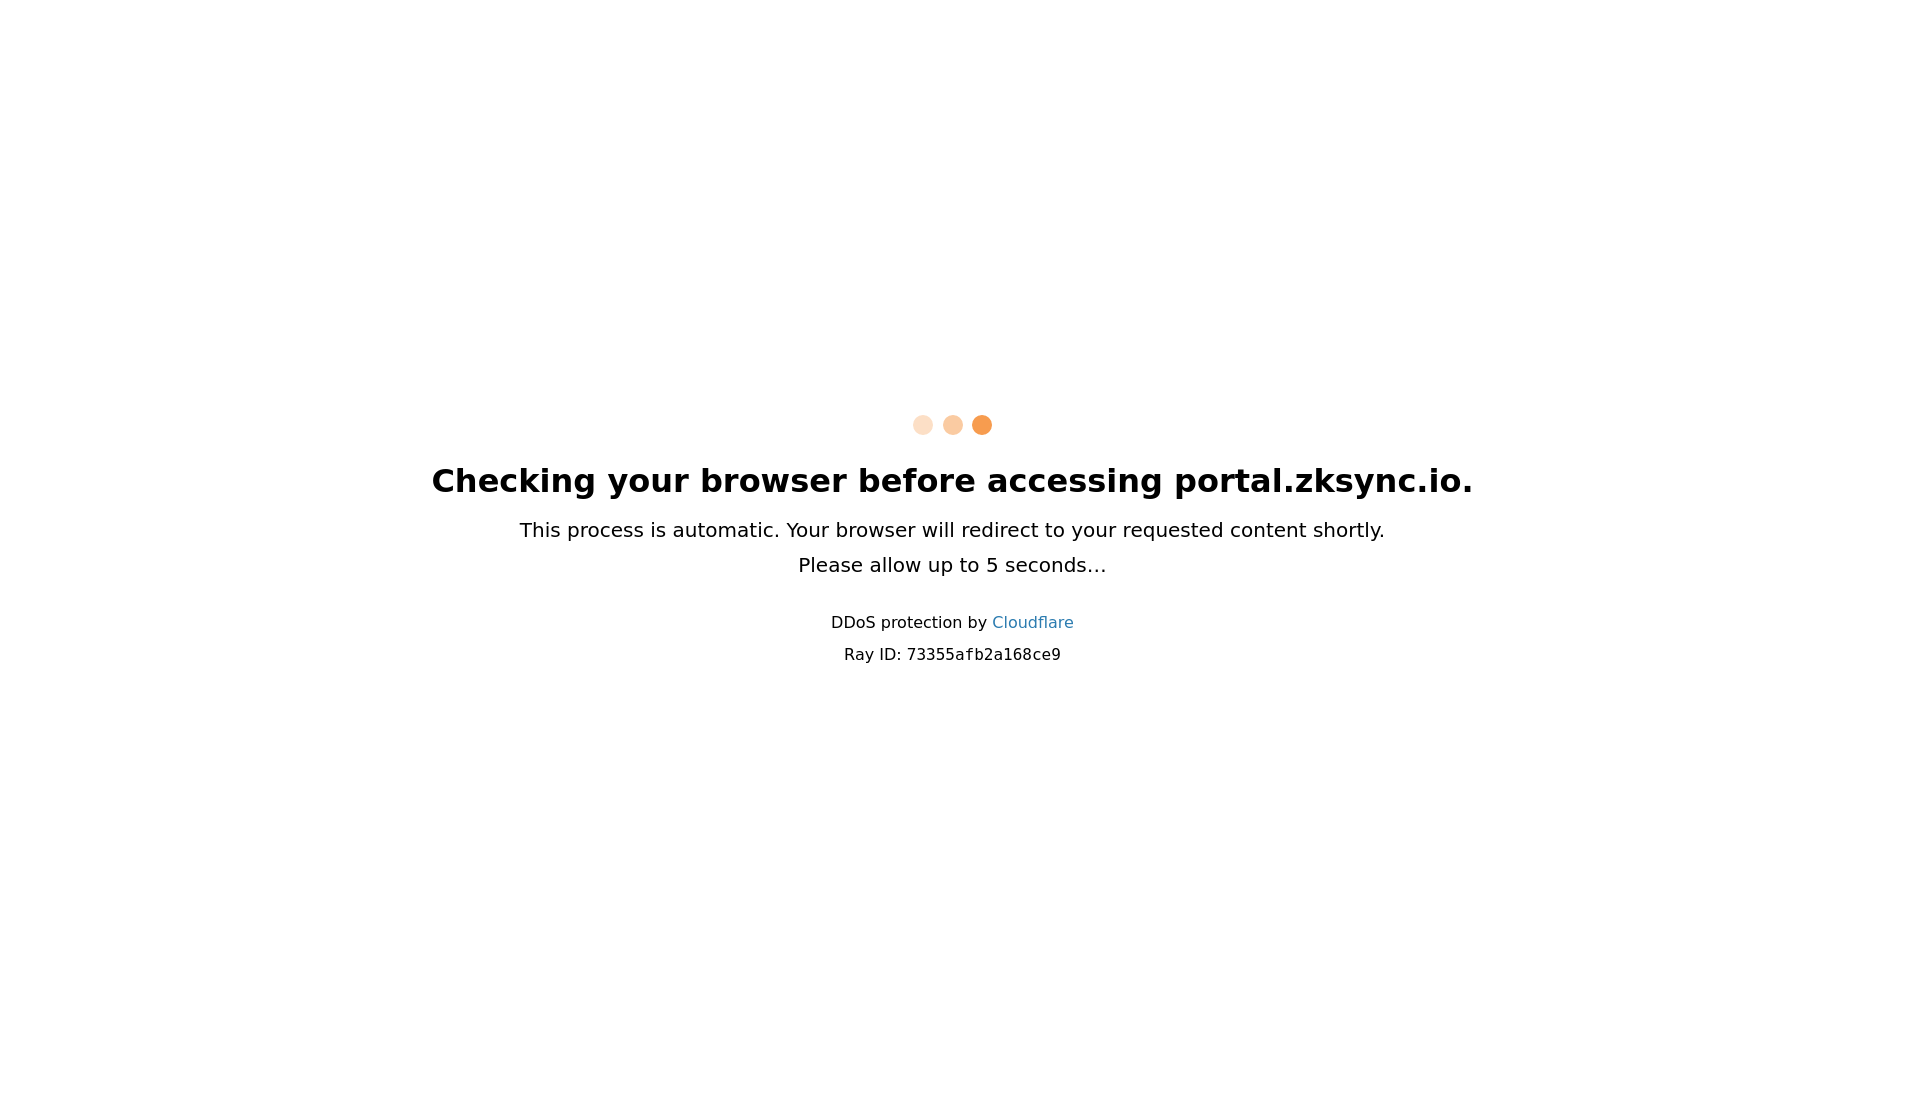 Checking your browser before accessing portal.zksync.io.
This process is automatic. Your browser will redirect to your requested content shortly.
Please allow up to 5 seconds…
DDoS protection by Cloudflare
Ray ID: 73355afb2a168ce9